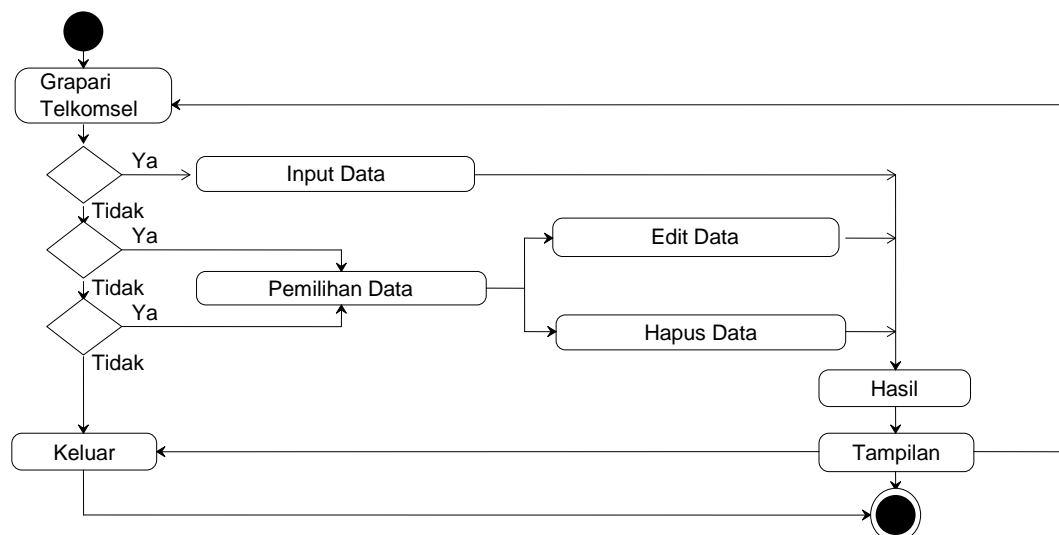 Grapari
Telkomsel
Ya
Input Data
Tidak
Ya
Edit Data
Pemilihan Data
Tidak
Ya
Hapus Data
Tidak
Hasil
Keluar
Tampilan